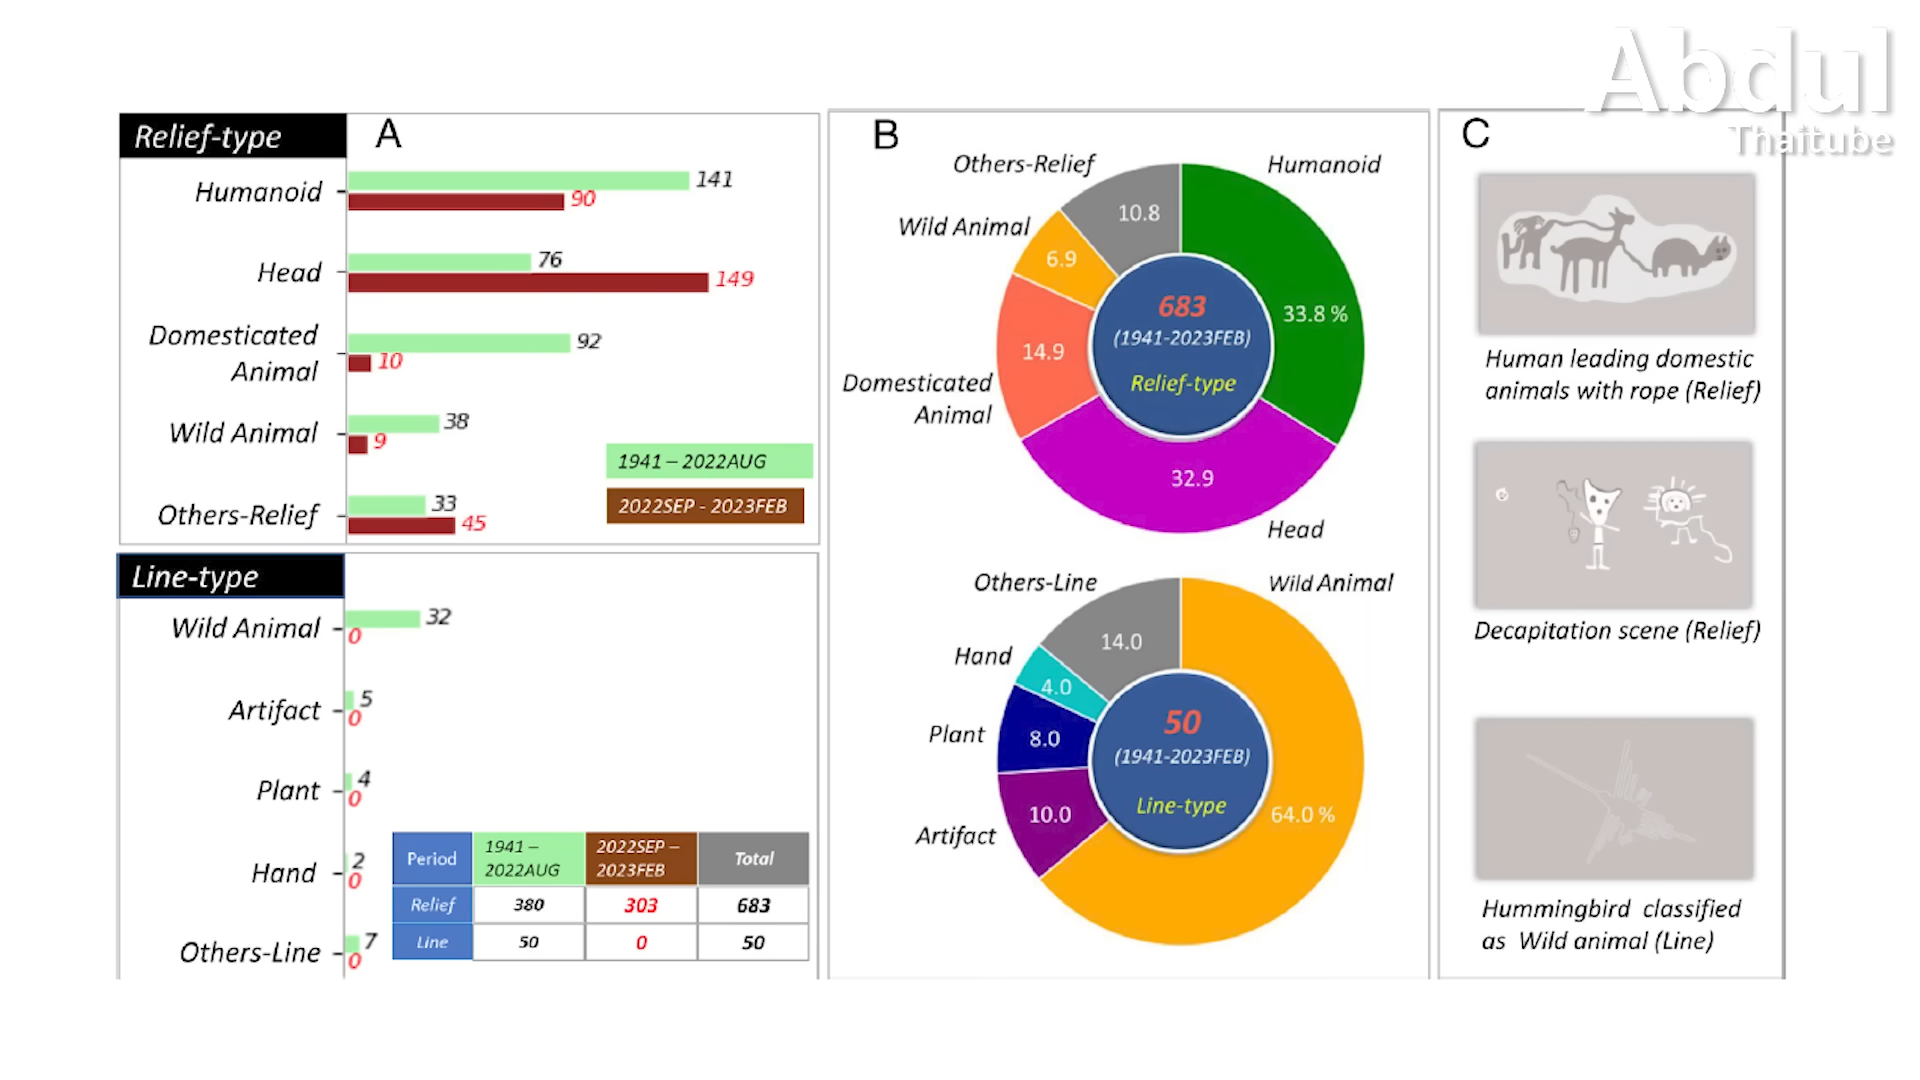 Abdul
Thaitube
Relief-type
A
Humanoid
141
90
Head
76
149
Domesticated
Animal
92
10
Wild Animal
38
9
Others-Relief
33
45
1941 – 2022AUG
2022SEP - 2023FEB
Line-type
Wild Animal
32
0
Artifact
5
0
Plant
4
0
Hand
2
0
Others-Line
7
0
Period 1941 – 2022AUG 2022SEP – 2023FEB Total
Relief 380 303 683
Line 50 0 50
B
Others-Relief
Humanoid
Wild Animal
Domesticated
Animal
Head
10.8
6.9
14.9
33.8 %
32.9
683
(1941-2023FEB)
Relief-type
Others-Line
Wild Animal
Hand
Plant
Artifact
14.0
4.0
8.0
10.0
64.0 %
50
(1941-2023FEB)
Line-type
C
Human leading domestic
animals with rope (Relief)
Decapitation scene (Relief)
Hummingbird classified
as Wild animal (Line)